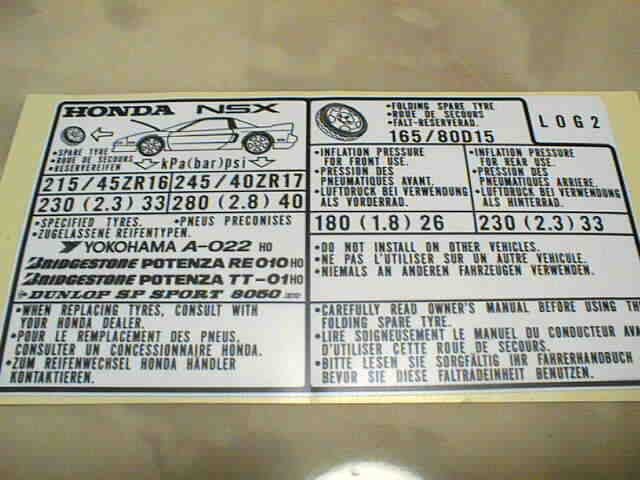 HONDA NSX
•SPARE TYRE
•ROUE DE SECOURS
•RESERVEREIFEN
kPa(bar)psi
215/45ZR16 245/40ZR17
230 (2.3) 33 280 (2.8) 40
•SPECIFIED TYRES. •PNEUS PRECONISES
•ZUGELASSENE REIFENTYPEN.
YOKOHAMA A-022 HO
BRIDGESTONE POTENZA RE010 HO
BRIDGESTONE POTENZA TT-01 HO
DUNLOP SP SPORT 8050
•WHEN REPLACING TYRES, CONSULT WITH
YOUR HONDA DEALER.
•POUR LE REMPLACEMENT DES PNEUS,
CONSULTER UN CONCESSIONNAIRE HONDA.
•ZUM REIFENWECHSEL HONDA HÄNDLER
KONTAKTIEREN.
•FOLDING SPARE TYRE
•ROUE DE SECOURS
•FALT-RESERVERAD.
165/80D15
LOG2
•INFLATION PRESSURE
FOR FRONT USE.
•PRESSION DES
PNEUMATIQUES AVANT.
•LUFTDRUCK BEI VERWENDUNG
ALS VORDERRAD.
180 (1.8) 26
•INFLATION PRESSURE
FOR REAR USE.
•PRESSION DES
PNEUMATIQUES ARRIERE.
•LUFTDRUCK BEI VERWENDUNG
ALS HINTERRAD.
230 (2.3) 33
•DO NOT INSTALL ON OTHER VEHICLES.
•NE PAS L'UTILISER SUR UN AUTRE VEHICULE.
•NIEMALS AN ANDEREN FAHRZEUGEN VERWENDEN.
•CAREFULLY READ OWNER'S MANUAL BEFORE USING THE
FOLDING SPARE TYRE.
•LIRE SOIGNEUSEMENT LE MANUEL DU CONDUCTEUR AVANT
D'UTILISER CETTE ROUE DE SECOURS.
•BITTE LESEN SIE SORGFÄLTIG IHR FAHRERHANDBUCH
BEVOR SIE DIESE FALTRADEINHEIT BENUTZEN.